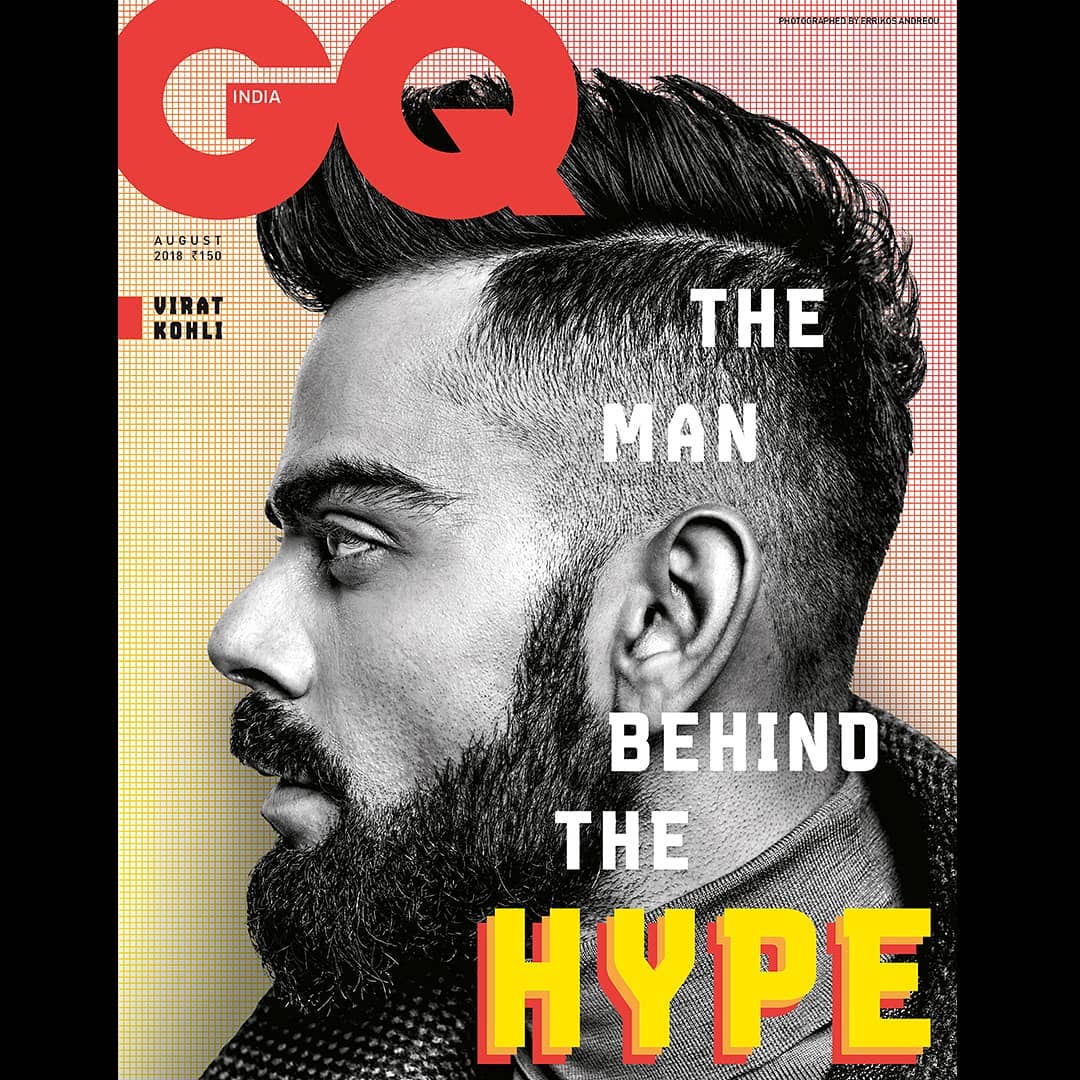 PHOTOGRAPHED BY ERRIKOS ANDREOU
GQ
INDIA
AUGUST
2018 ₹150
VIRAT
KOHLI
THE
MAN
BEHIND
THE
HYPE